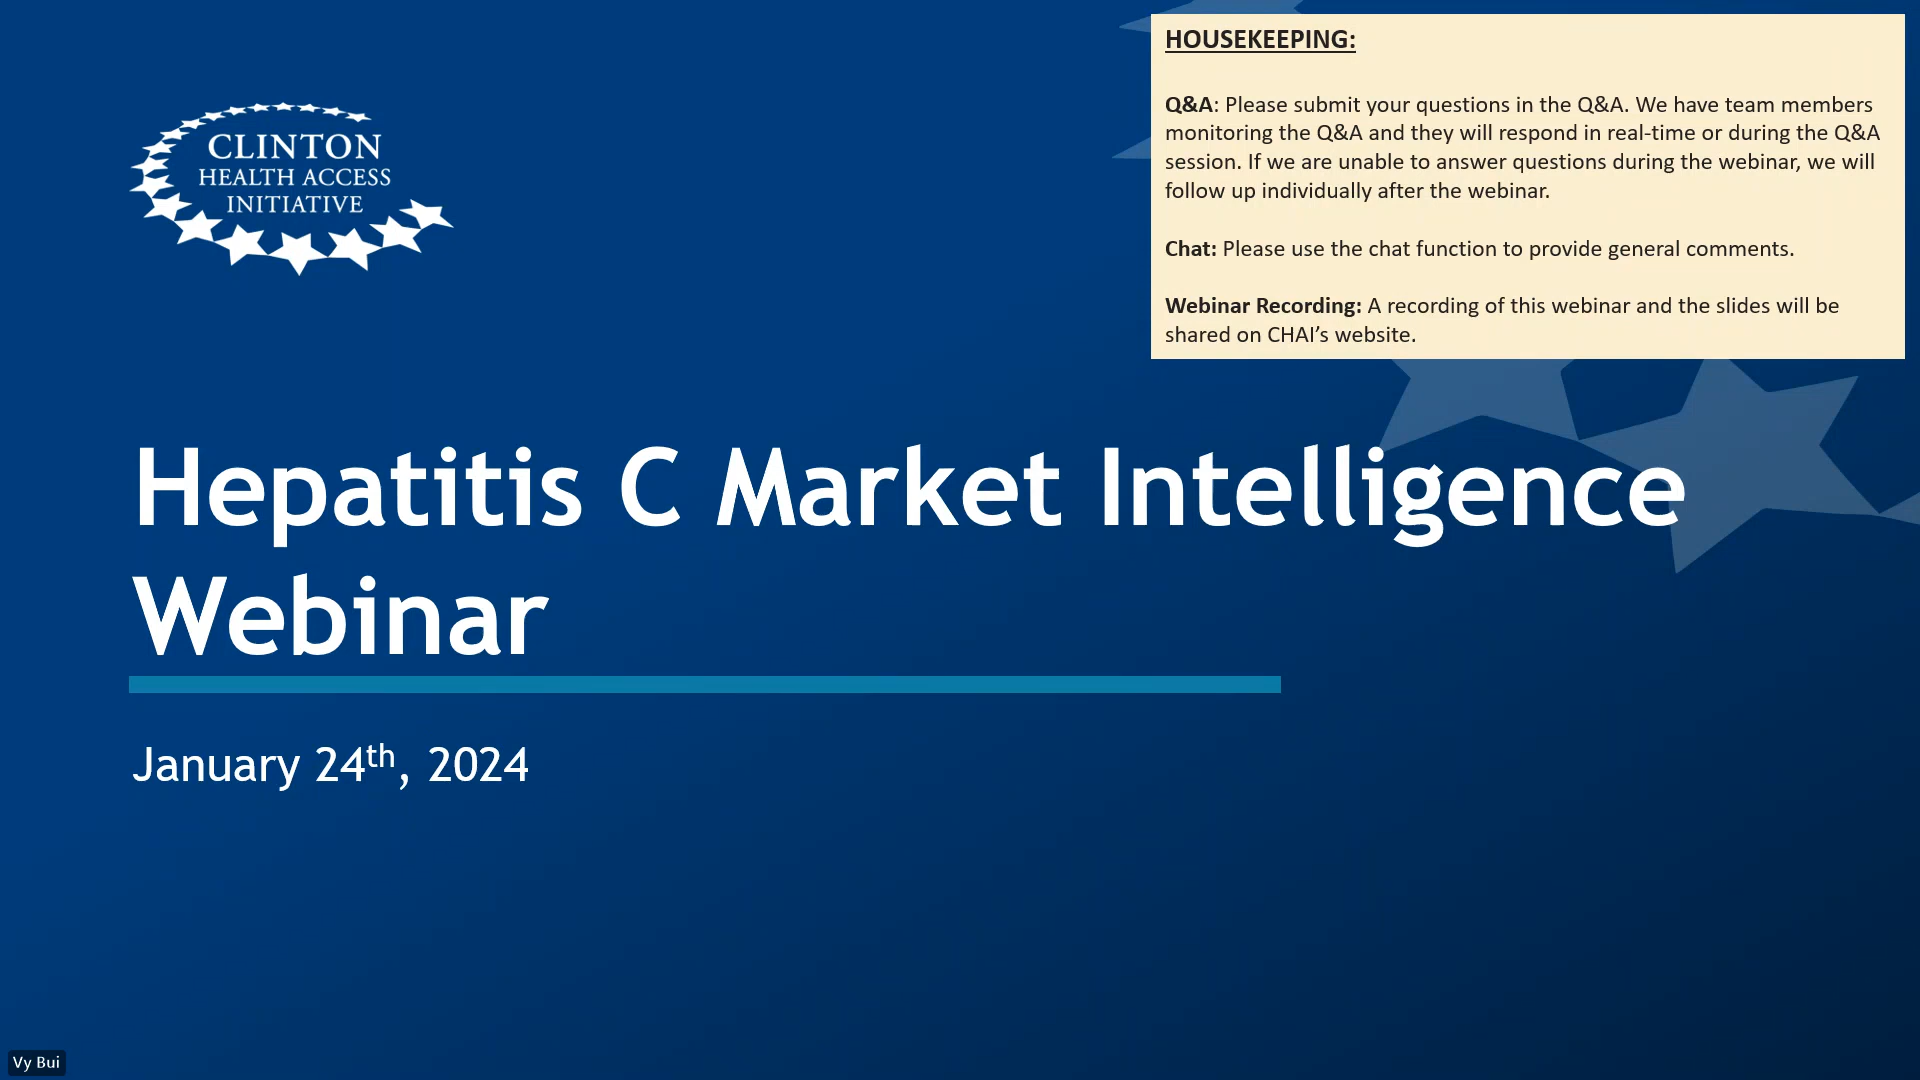 HOUSEKEEPING:
Q&A: Please submit your questions in the Q&A. We have team members
monitoring the Q&A and they will respond in real-time or during the Q&A
session. If we are unable to answer questions during the webinar, we will
follow up individually after the webinar.
Chat: Please use the chat function to provide general comments.
Webinar Recording: A recording of this webinar and the slides will be
shared on CHAI’s website.
CLINTON
HEALTH ACCESS
INITIATIVE
Hepatitis C Market Intelligence
Webinar
January 24th, 2024
Vy Bui